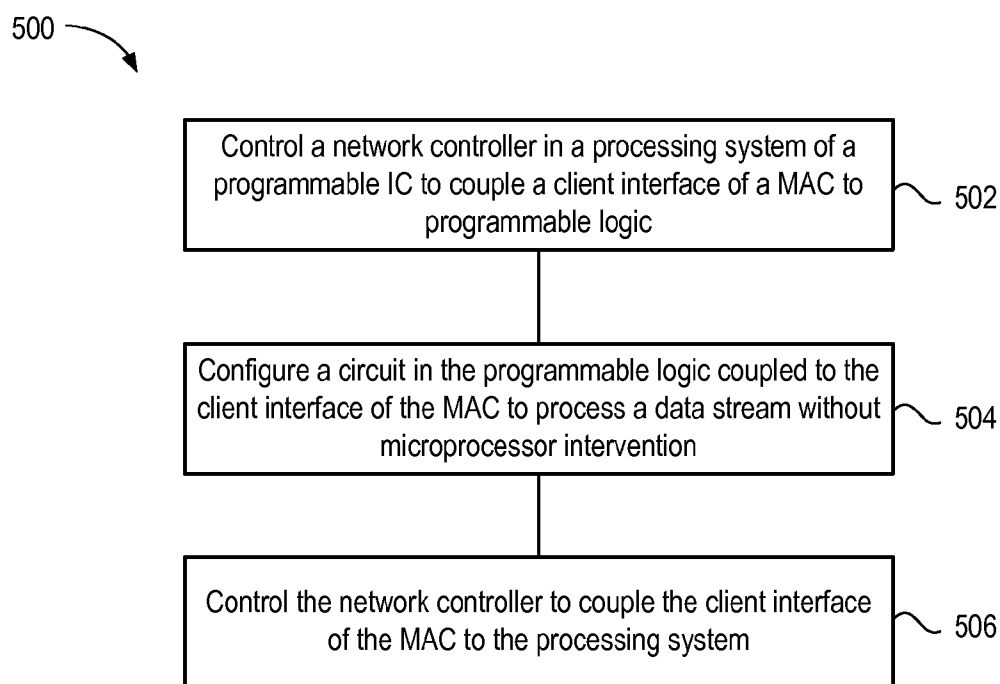 500
Control a network controller in a processing system of a
programmable IC to couple a client interface of a MAC to
programmable logic
502
Configure a circuit in the programmable logic coupled to the
client interface of the MAC to process a data stream without
microprocessor intervention
504
Control the network controller to couple the client interface
of the MAC to the processing system
506